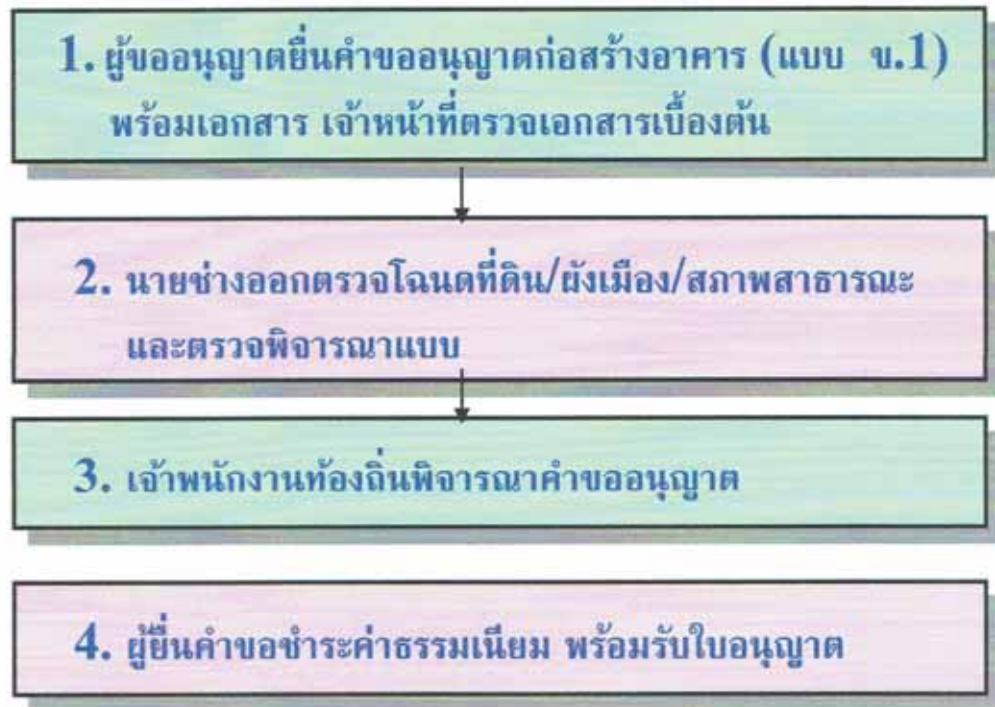 1. ผู้ขออนุญาตยื่นคำขออนุญาตก่อสร้างอาคาร (แบบ ข.1)
พร้อมเอกสาร เจ้าหน้าที่ตรวจเอกสารเบื้องต้น
2. นายช่างออกตรวจโฉนดที่ดิน/ผังเมือง/สภาพสาธารณะ
และตรวจพิจารณาแบบ
3. เจ้าพนักงานท้องถิ่นพิจารณาคำขออนุญาต
4. ผู้ยื่นคำขอชำระค่าธรรมเนียม พร้อมรับใบอนุญาต